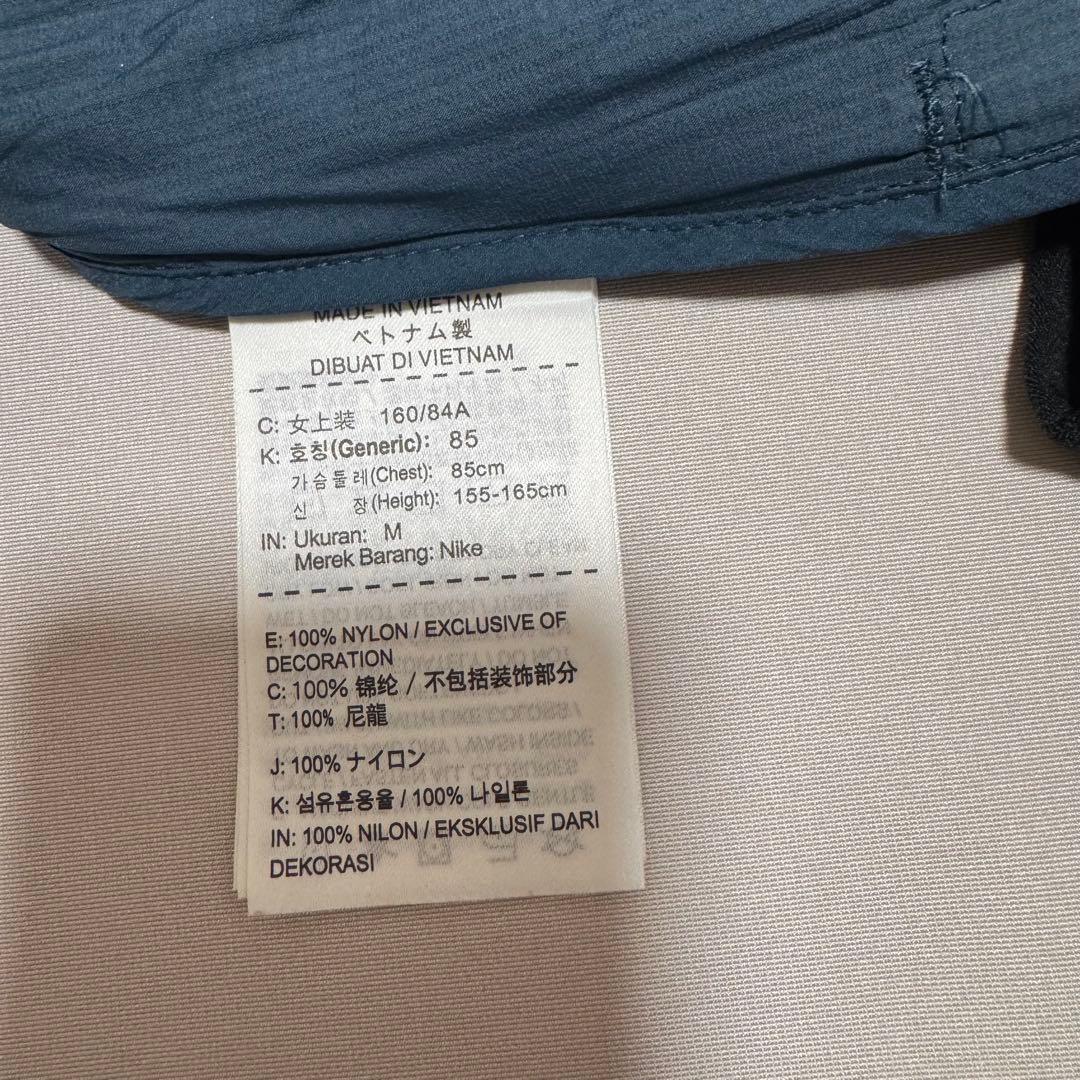 MADE IN VIETNAM
ベトナム製
DIBUAT DI VIETNAM
C: 女上装 160/84A
K: 호칭(Generic): 85
가슴둘레(Chest): 85cm
신 장(Height): 155-165cm
IN: Ukuran: M
Merek Barang: Nike
E: 100% NYLON / EXCLUSIVE OF
DECORATION
C: 100% 锦纶 / 不包括装饰部分
T: 100% 尼龍
J: 100% ナイロン
K: 섬유혼용율 / 100% 나일론
IN: 100% NILON / EKSKLUSIF DARI
DEKORASI